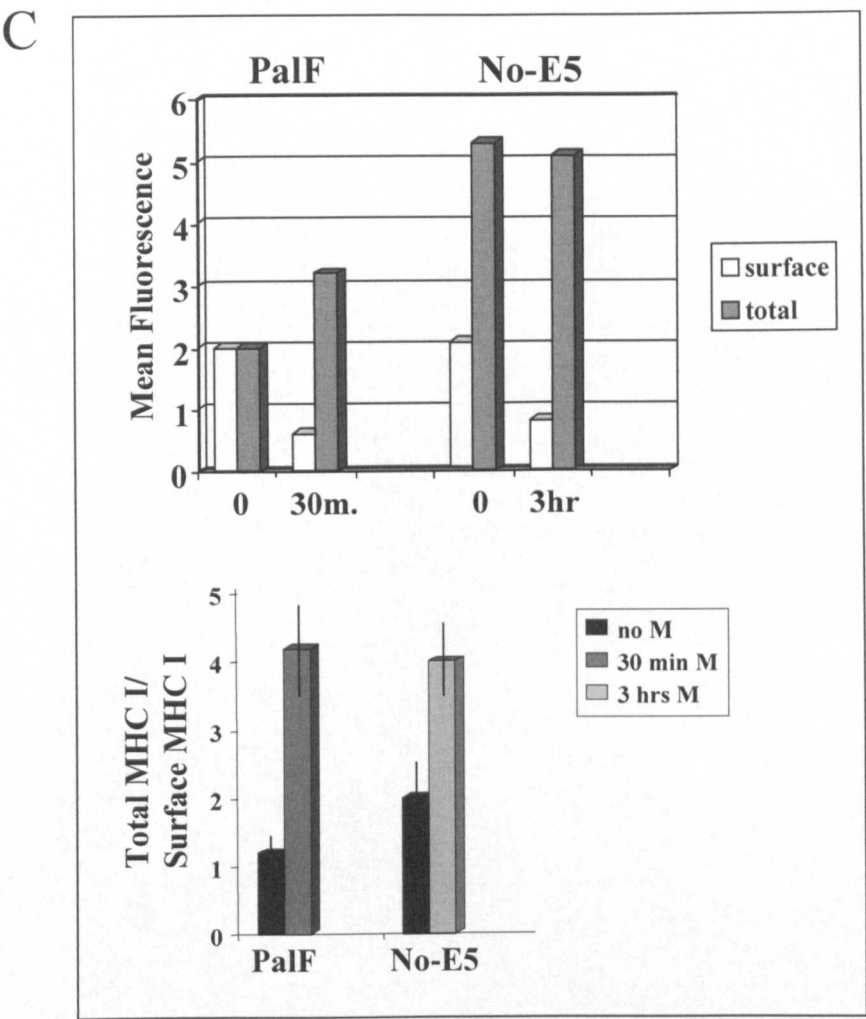 C
PalF No-E5
Mean Fluorescence
6
5
4
3
2
1
0
0 30m. 0 3hr
surface
total
Total MHC I/
Surface MHC I
5
4
3
2
1
0
PalF No-E5
no M
30 min M
3 hrs M